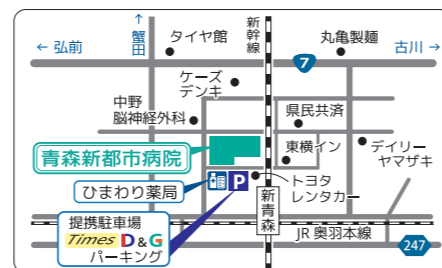 ← 弘前
↑
蟹田
タイヤ館
新幹線
丸亀製麺
古川 →
7
ケーズ
デンキ
中野
脳神経外科
県民共済
青森新都市病院
東横イン
デイリー
ヤマザキ
ひまわり薬局
P
トヨタ
レンタカー
新青森
提携駐車場
Times D&G
パーキング
JR奥羽本線
247